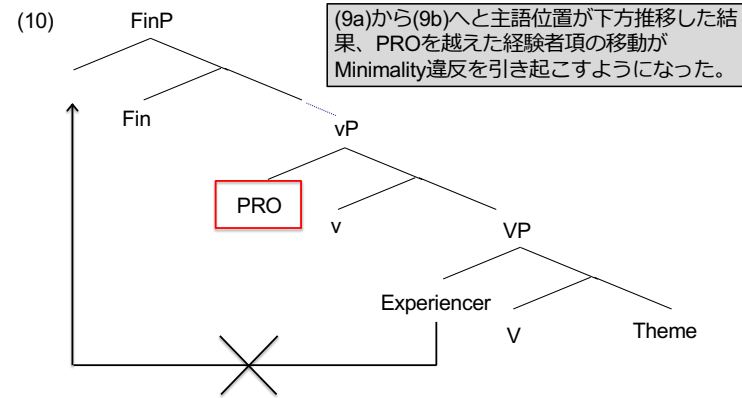 (10)
FinP
(9a)から(9b)へと主語位置が下方推移した結
果、PROを越えた経験者項の移動が
Minimality違反を引き起こすようになった。
Fin
vP
PRO
v
VP
Experiencer
V
Theme